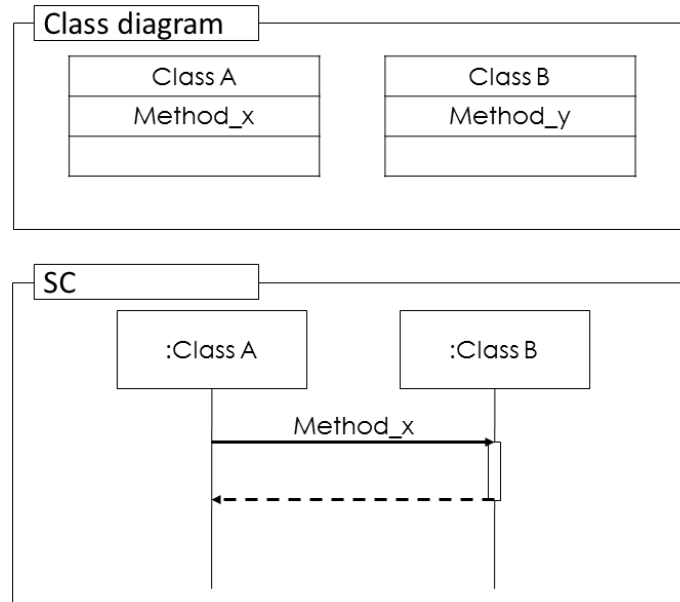 Class diagram
Class A
Class B
Method_x
Method_y
SC
:Class A
:Class B
Method_x